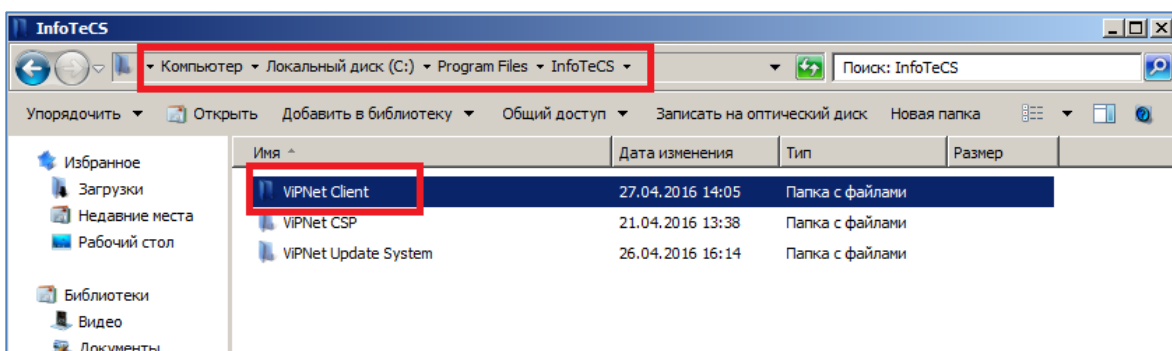 InfoTeCS
Компьютер Локальный диск (C:) Program Files InfoTeCS Поиск: InfoTeCS
Упорядочить Открыть Добавить в библиотеку Общий доступ Записать на оптический диск Новая папка
Имя Дата изменения Тип Размер
Избранное
Загрузки
Недавние места
Рабочий стол
Библиотеки
Видео
Документы
ViPNet Client 27.04.2016 14:05 Папка с файлами
ViPNet CSP 21.04.2016 13:38 Папка с файлами
ViPNet Update System 26.04.2016 16:14 Папка с файлами